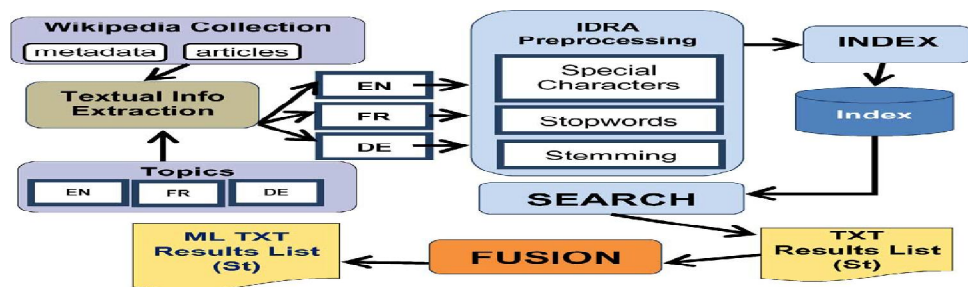 Wikipedia Collection
metadata
articles
Textual Info
Extraction
Topics
EN
FR
DE
EN
FR
DE
IDRA
Preprocessing
Special
Characters
Stopwords
Stemming
INDEX
Index
SEARCH
TXT
Results List
(St)
FUSION
ML TXT
Results List
(St)